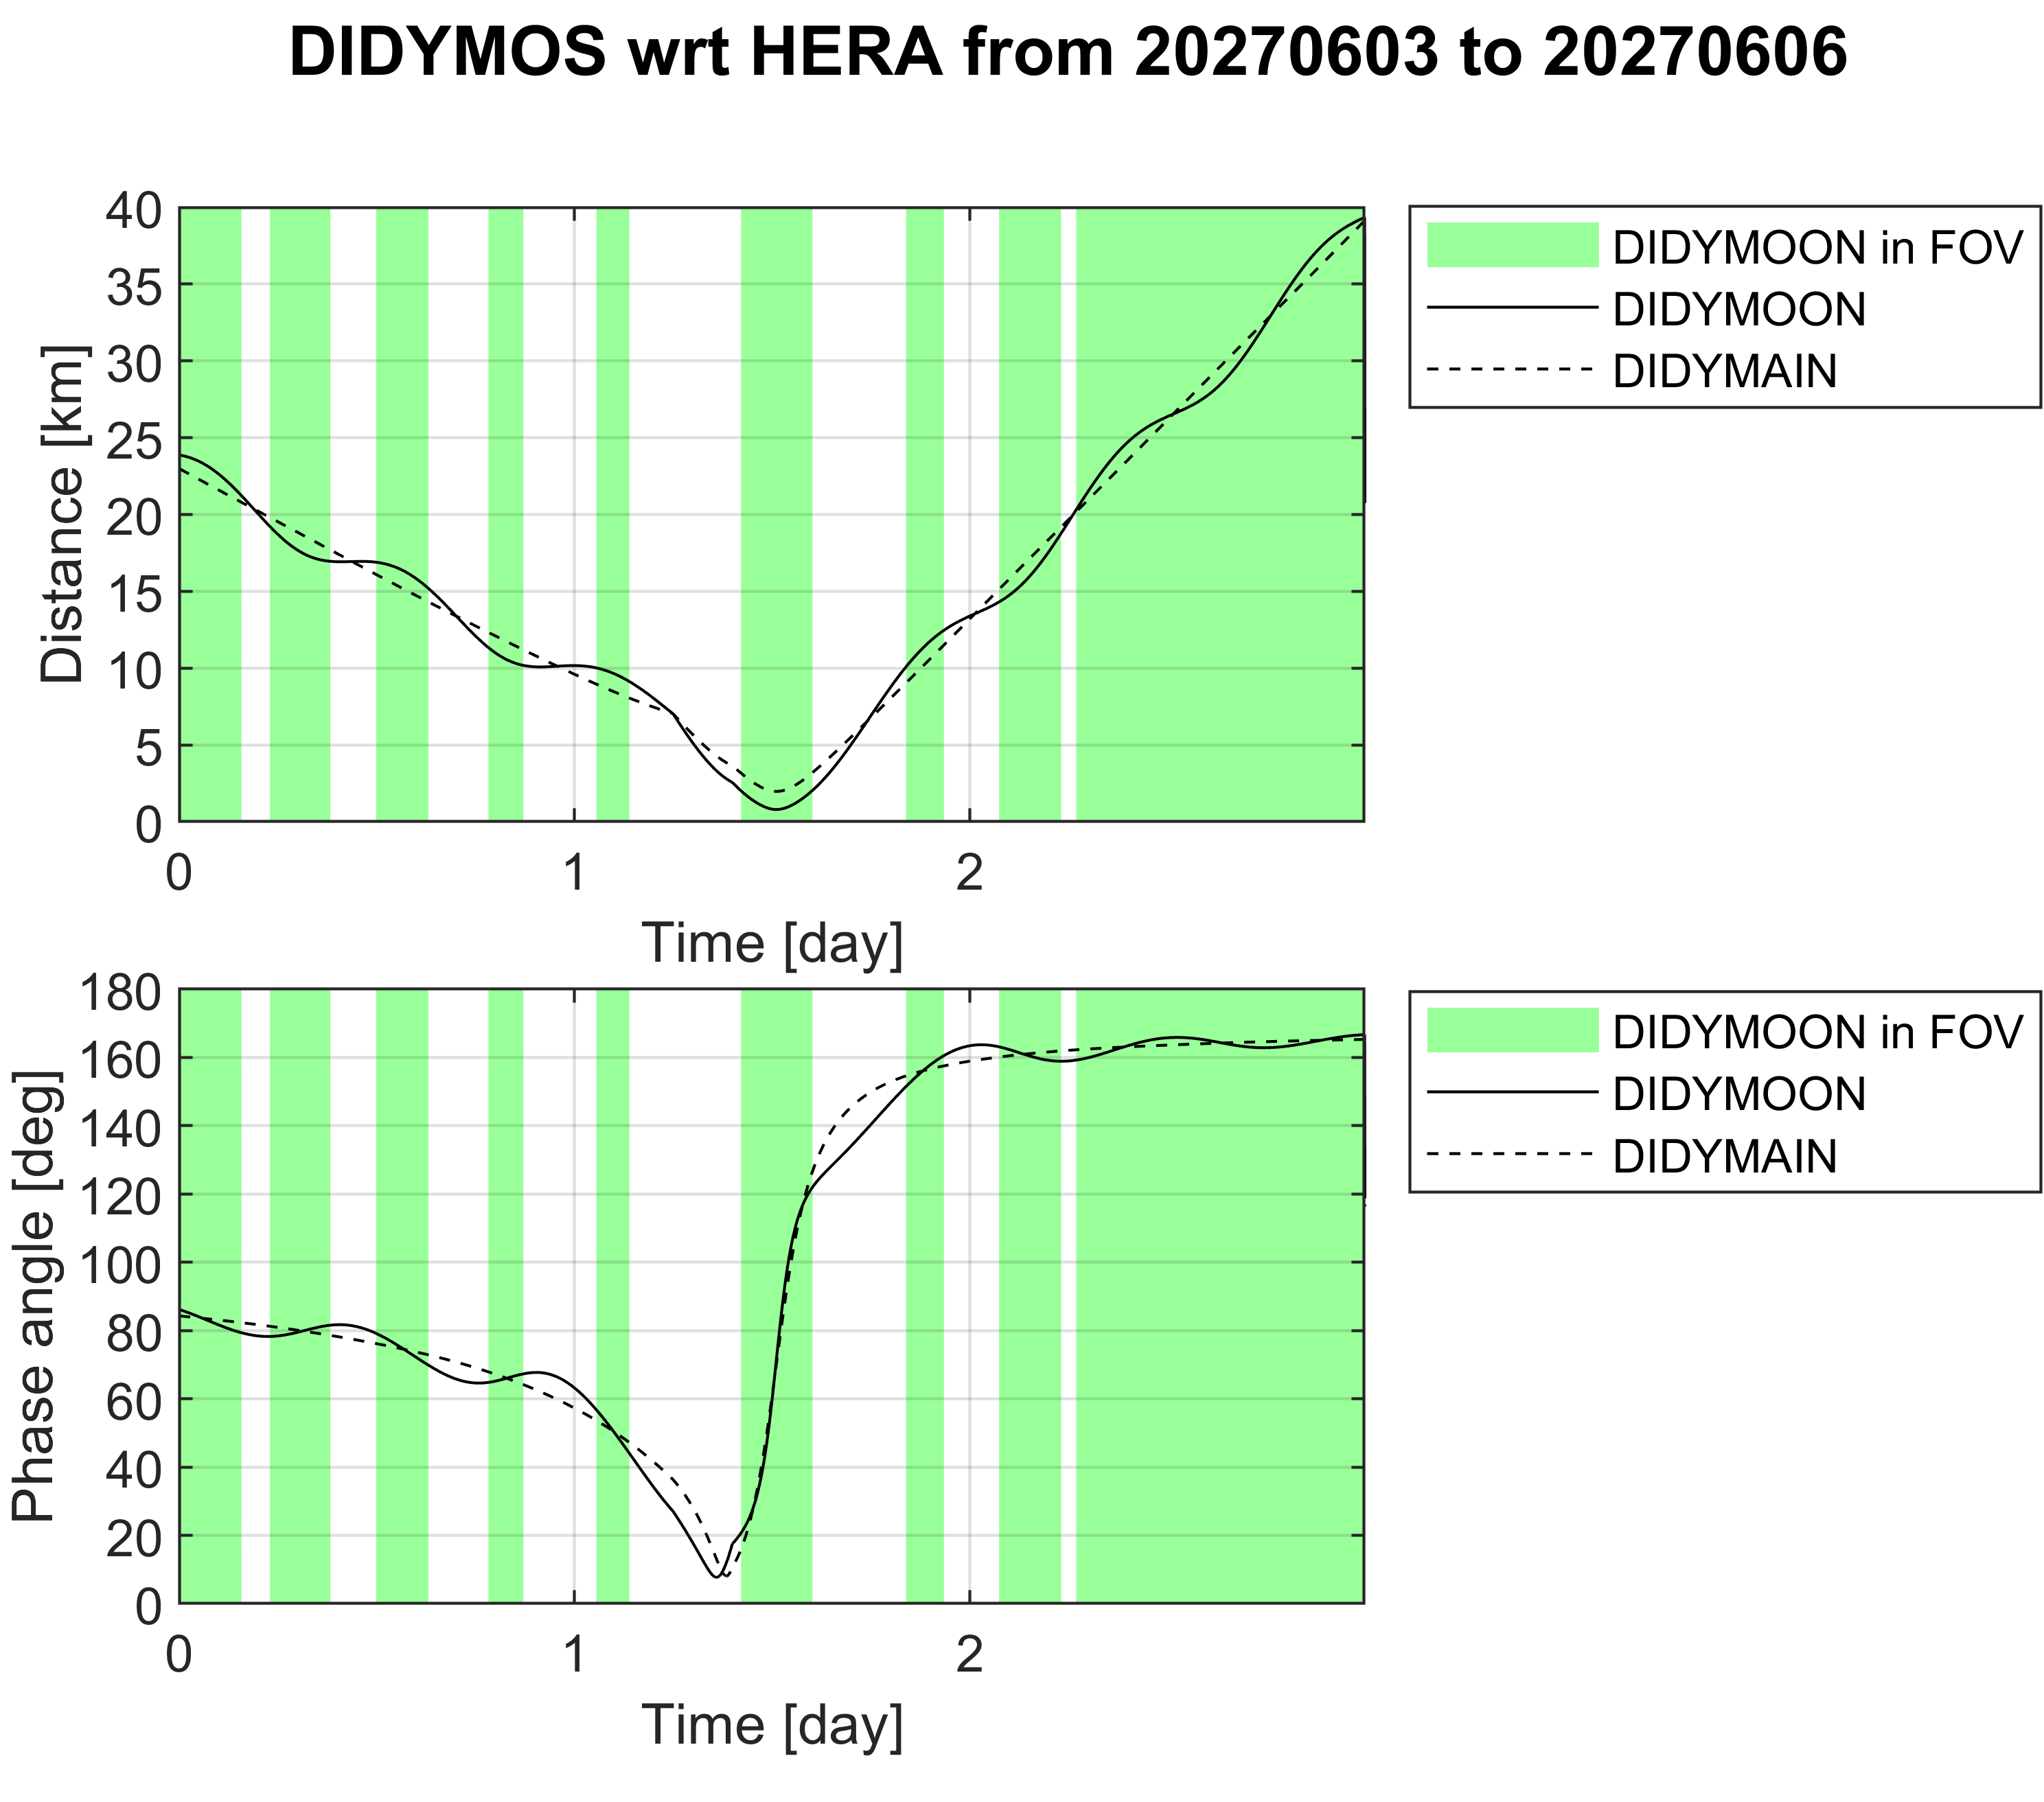 DIDYMOS wrt HERA from 20270603 to 20270606
40
35
30
25
20
15
10
5
0
Distance [km]
0 1 2
Time [day]
DIDYMOON in FOV
DIDYMOON
DIDYMAIN
180
160
140
120
100
80
60
40
20
0
Phase angle [deg]
0 1 2
Time [day]
DIDYMOON in FOV
DIDYMOON
DIDYMAIN